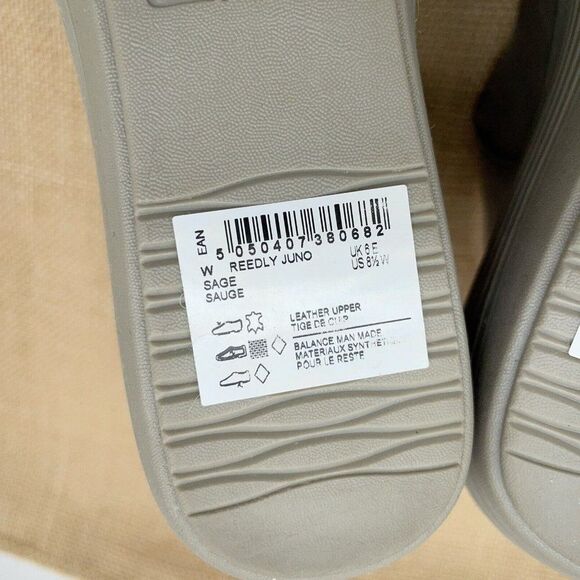 EAN
5 050407 380682
W REEDLY JUNO UK 6 E
SAGE US 8½ W
SAUGE
LEATHER UPPER
TIGE DE CUIR
BALANCE MAN MADE
MATERIAUX SYNTHETI
POUR LE RESTE